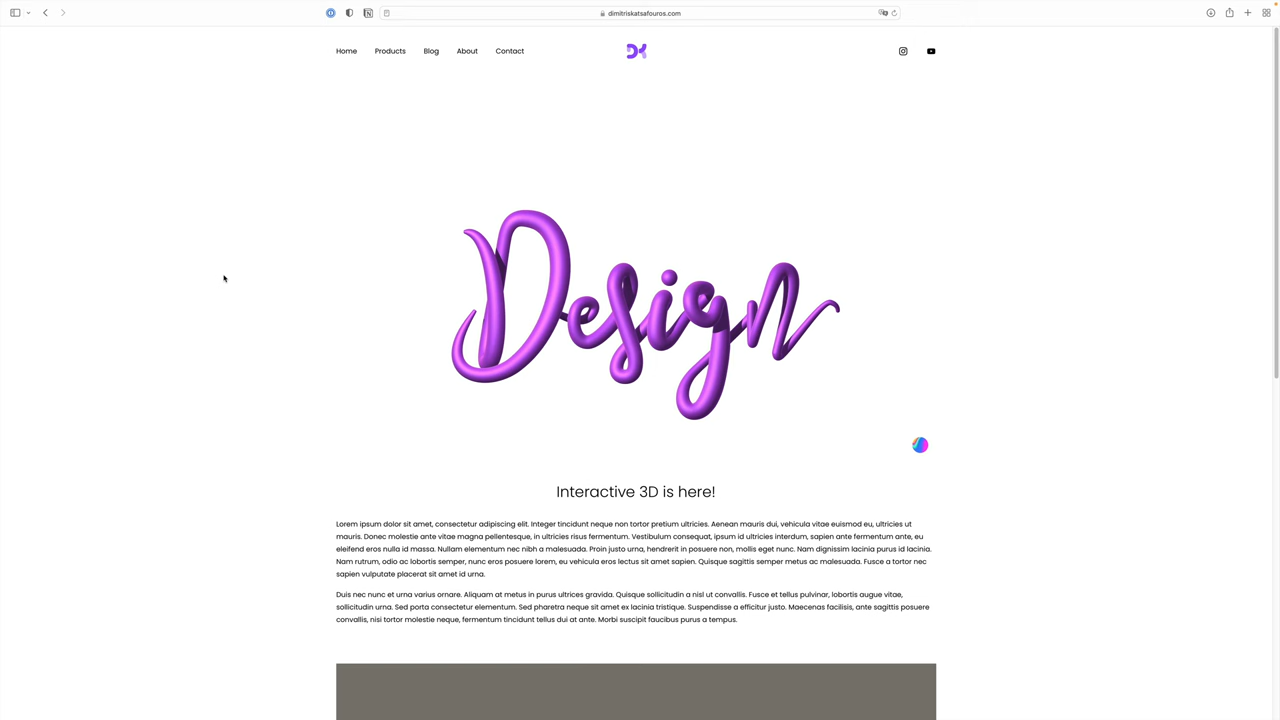 dimitriskatsafouros.com
Home Products Blog About Contact
DK
Design
Interactive 3D is here!
Lorem ipsum dolor sit amet, consectetur adipiscing elit. Integer tincidunt neque non tortor pretium ultricies. Aenean mauris dui, vehicula vitae euismod eu, ultricies ut
mauris. Donec molestie ante vitae magna pellentesque, in ultricies risus fermentum. Vestibulum consequat, ipsum id ultricies interdum, sapien ante fermentum ante, eu
eleifend eros nulla id massa. Nullam elementum nec nibh a malesuada. Proin justo urna, hendrerit in posuere non, mollis eget nunc. Nam dignissim lacinia purus id lacinia.
Nam rutrum, odio ac lobortis semper, nunc eros posuere lorem, eu vehicula eros lectus sit amet sapien. Quisque sagittis semper metus ac malesuada. Fusce a tortor nec
sapien vulputate placerat sit amet id urna.
Duis nec nunc et urna varius ornare. Aliquam at metus in purus ultrices gravida. Quisque sollicitudin a nisl ut convallis. Fusce et tellus pulvinar, lobortis augue vitae,
sollicitudin urna. Sed porta consectetur elementum. Sed pharetra neque sit amet ex lacinia tristique. Suspendisse a efficitur justo. Maecenas facilisis, ante sagittis posuere
convallis, nisi tortor molestie neque, fermentum tincidunt tellus dui at ante. Morbi suscipit faucibus purus a tempus.